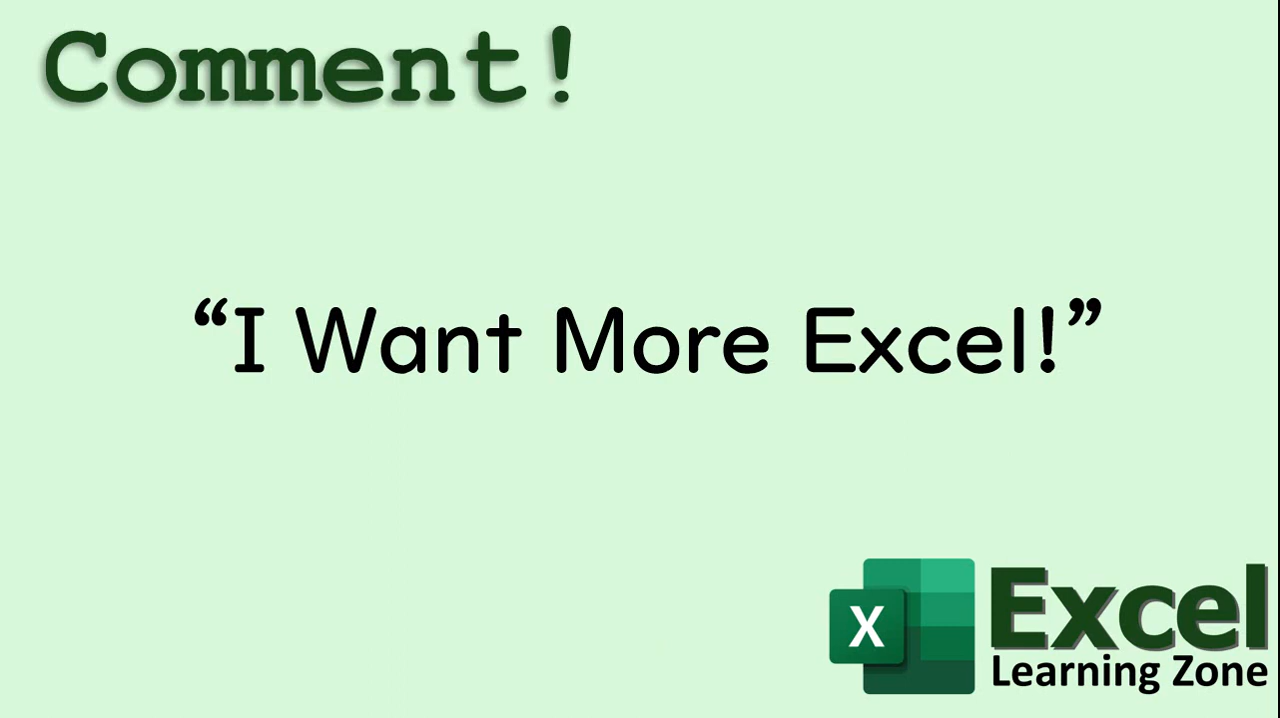 Comment!
“I Want More Excel!”
X
Excel
Learning Zone